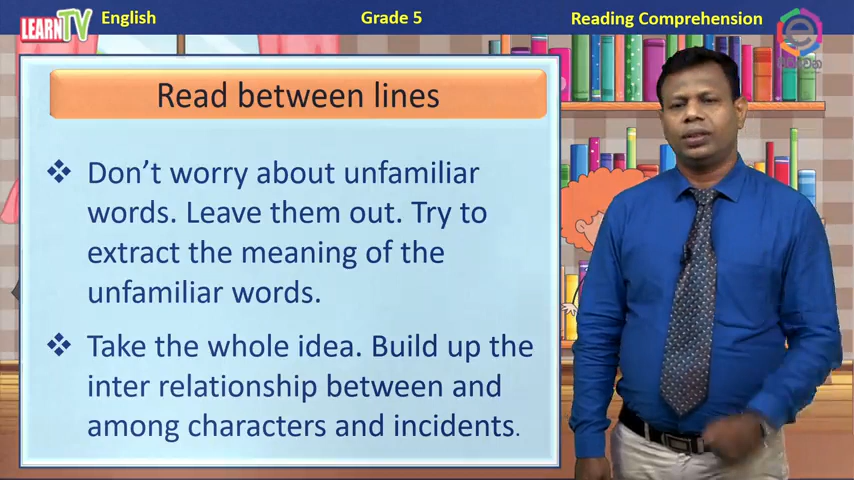 LEARN TV English Grade 5 Reading Comprehension
Read between lines
❖ Don’t worry about unfamiliar
words. Leave them out. Try to
extract the meaning of the
unfamiliar words.
❖ Take the whole idea. Build up the
inter relationship between and
among characters and incidents.